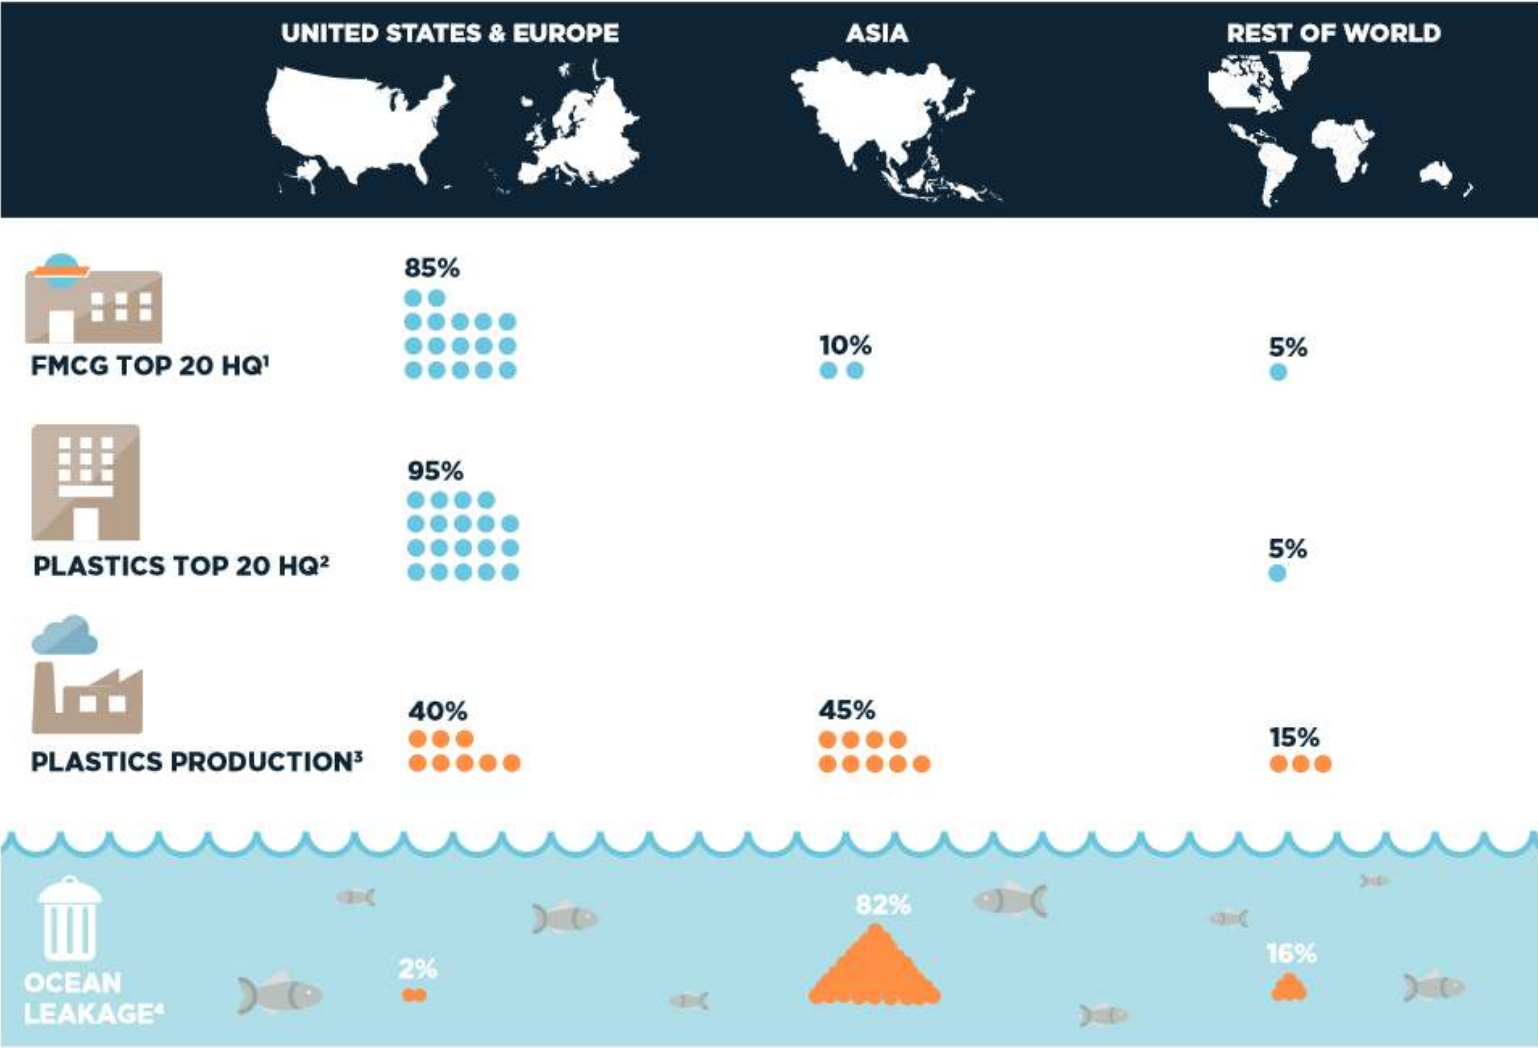 UNITED STATES & EUROPE
ASIA
REST OF WORLD
85%
10%
5%
FMCG TOP 20 HQ¹
95%
5%
PLASTICS TOP 20 HQ²
40%
45%
15%
PLASTICS PRODUCTION³
82%
2%
16%
OCEAN
LEAKAGE⁴